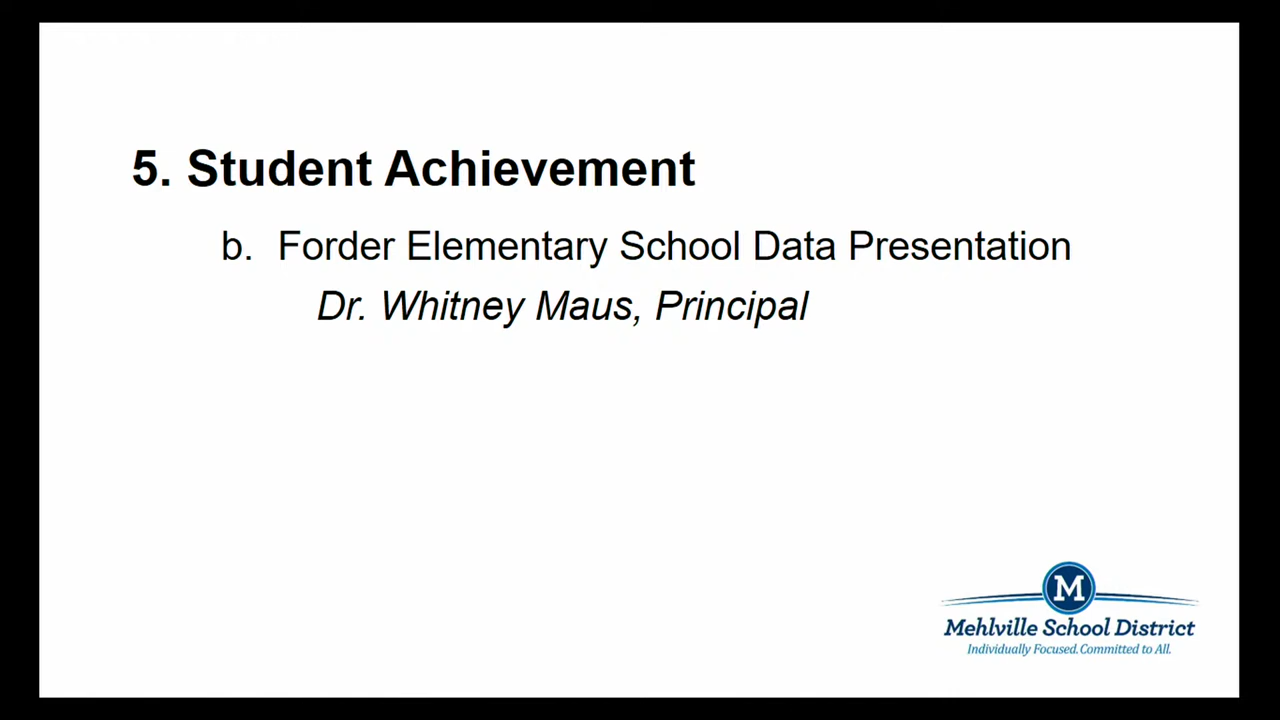 5. Student Achievement
b. Forder Elementary School Data Presentation
Dr. Whitney Maus, Principal
M
Mehlville School District
Individually Focused. Committed to All.